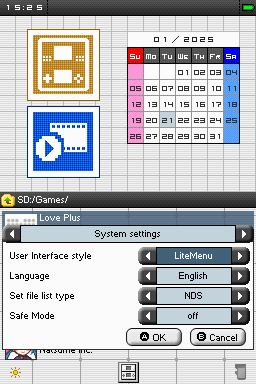 15:25
01 / 2025
Su Mo Tu We Th Fr Sa
01 02 03 04
05 06 07 08 09 10 11
12 13 14 15 16 17 18
19 20 21 22 23 24 25
26 27 28 29 30 31
SD:/Games/
Love Plus
System settings
User Interface style LiteMenu
Language English
Set file list type NDS
Safe Mode off
A OK B Cancel
Natsume Inc.